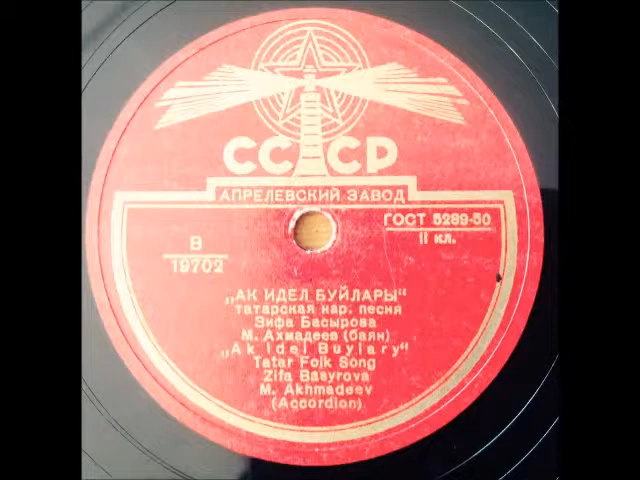 СССР
АПРЕЛЕВСКИЙ ЗАВОД
ГОСТ 5289-50
II кл.
В
19702
„АК ИДЕЛ БУЙЛАРЫ“
татарская нар. песня
Зифа Басырова
М. Ахмадеев (баян)
„Ak Idel Buylary“
Tatar Folk Song
Zifa Basyrova
M. Akhmadeev
(Accordion)